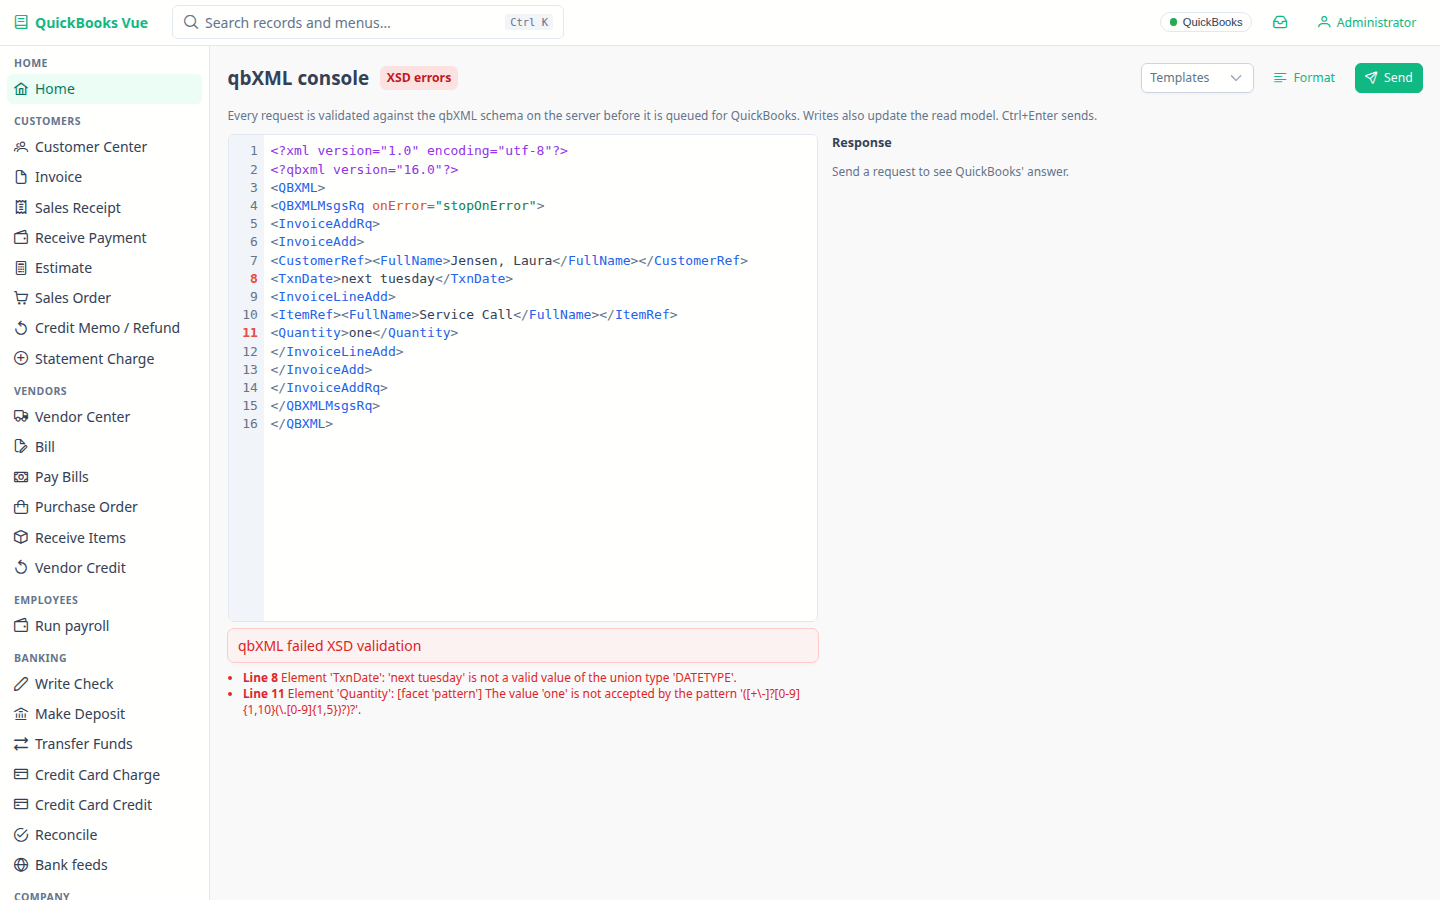 QuickBooks Vue
Search records and menus...
Ctrl K
QuickBooks
Administrator
HOME
Home
CUSTOMERS
Customer Center
Invoice
Sales Receipt
Receive Payment
Estimate
Sales Order
Credit Memo / Refund
Statement Charge
VENDORS
Vendor Center
Bill
Pay Bills
Purchase Order
Receive Items
Vendor Credit
EMPLOYEES
Run payroll
BANKING
Write Check
Make Deposit
Transfer Funds
Credit Card Charge
Credit Card Credit
Reconcile
Bank feeds
COMPANY
qbXML console
XSD errors
Templates
Format
Send
Every request is validated against the qbXML schema on the server before it is queued for QuickBooks. Writes also update the read model. Ctrl+Enter sends.
1 <?xml version="1.0" encoding="utf-8"?>
2 <?qbxml version="16.0"?>
3 <QBXML>
4 <QBXMLMsgsRq onError="stopOnError">
5 <InvoiceAddRq>
6 <InvoiceAdd>
7 <CustomerRef><FullName>Jensen, Laura</FullName></CustomerRef>
8 <TxnDate>next tuesday</TxnDate>
9 <InvoiceLineAdd>
10 <ItemRef><FullName>Service Call</FullName></ItemRef>
11 <Quantity>one</Quantity>
12 </InvoiceLineAdd>
13 </InvoiceAdd>
14 </InvoiceAddRq>
15 </QBXMLMsgsRq>
16 </QBXML>
qbXML failed XSD validation
• Line 8 Element 'TxnDate': 'next tuesday' is not a valid value of the union type 'DATETYPE'.
• Line 11 Element 'Quantity': [facet 'pattern'] The value 'one' is not accepted by the pattern '([+\-]?[0-9]
{1,10}(\.[0-9]{1,5})?)?'.
Response
Send a request to see QuickBooks' answer.